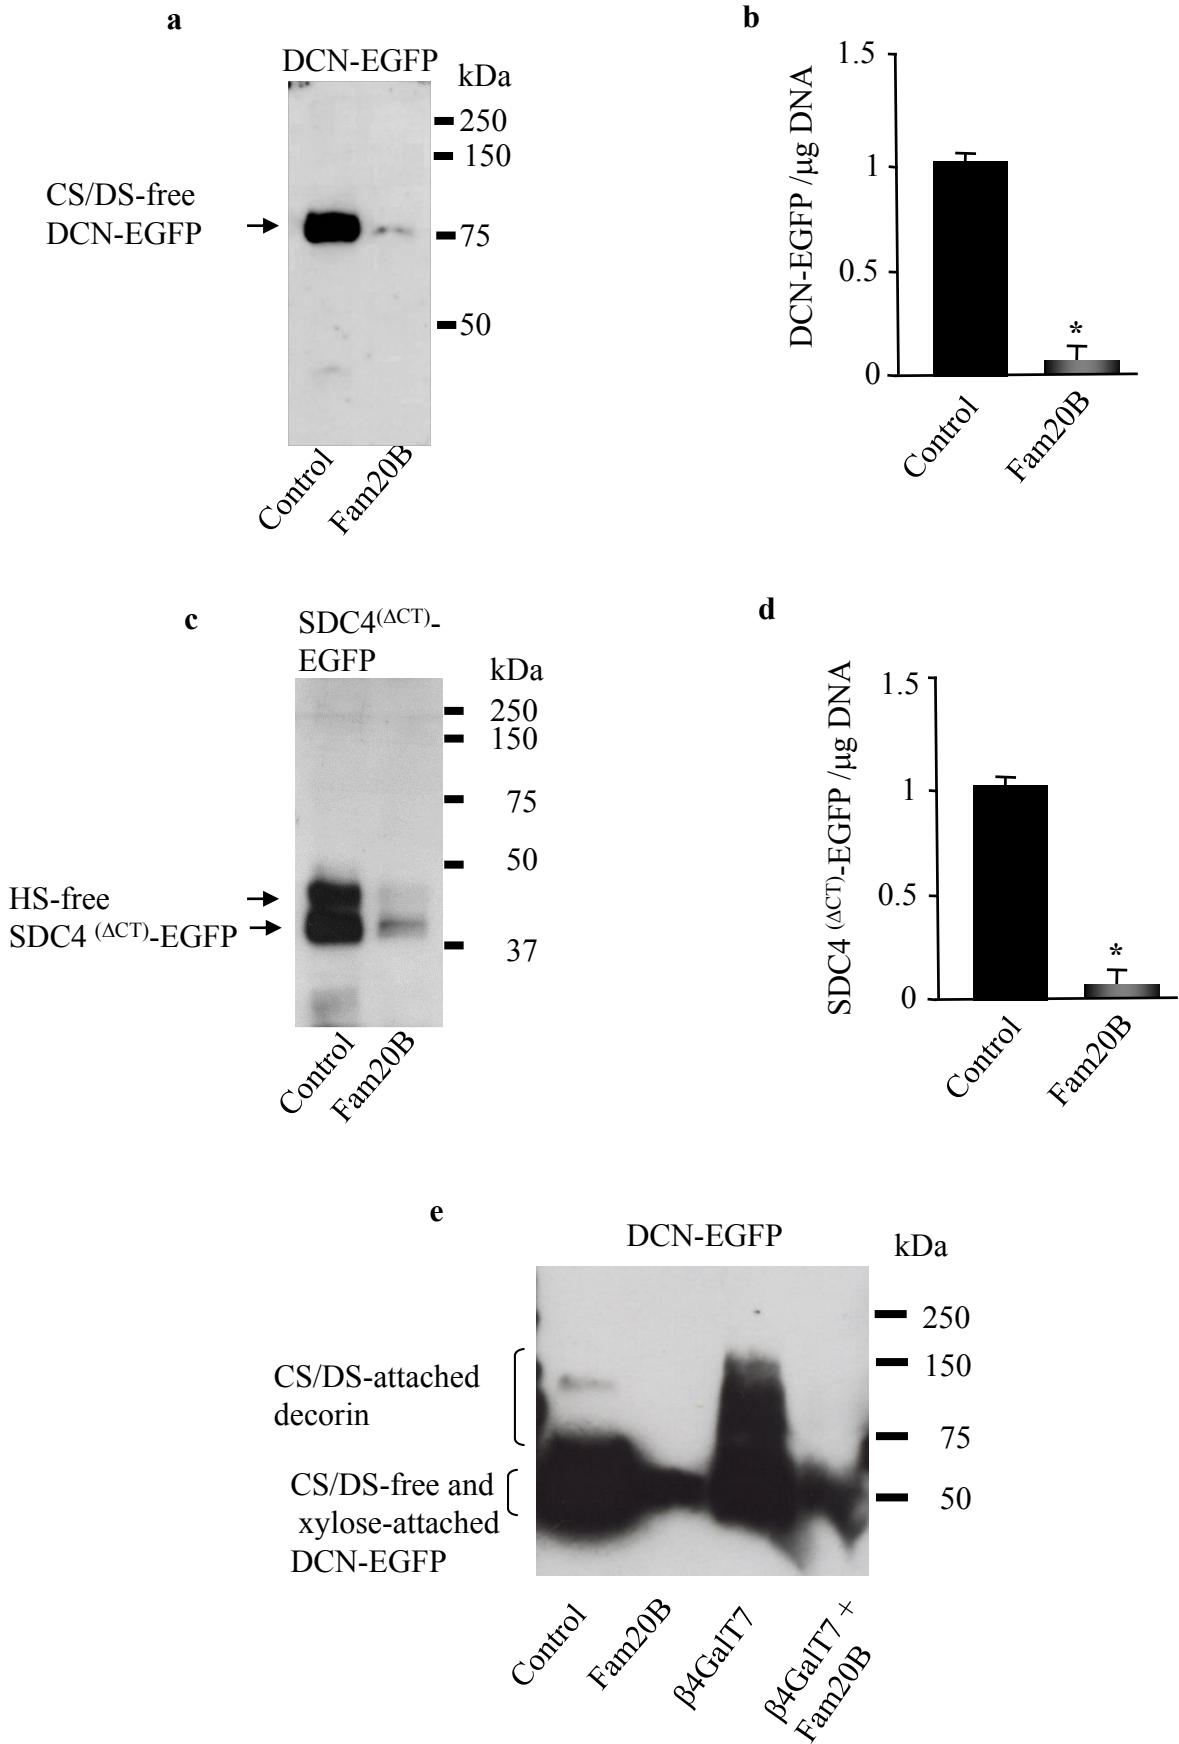 a
DCN-EGFP
kDa
250
150
CS/DS-free
DCN-EGFP
75
50
Control
Fam20B
b
DCN-EGFP /µg DNA
1.5
1
0.5
0
*
Control
Fam20B
c
SDC4(ΔCT)-
EGFP
kDa
250
150
75
50
HS-free
SDC4 (ΔCT)-EGFP
37
Control
Fam20B
d
SDC4 (ΔCT)-EGFP /µg DNA
1.5
1
0.5
0
*
Control
Fam20B
e
DCN-EGFP
kDa
250
150
CS/DS-attached
decorin
75
CS/DS-free and
xylose-attached
DCN-EGFP
50
Control
Fam20B
β4GalT7
β4GalT7 +
Fam20B